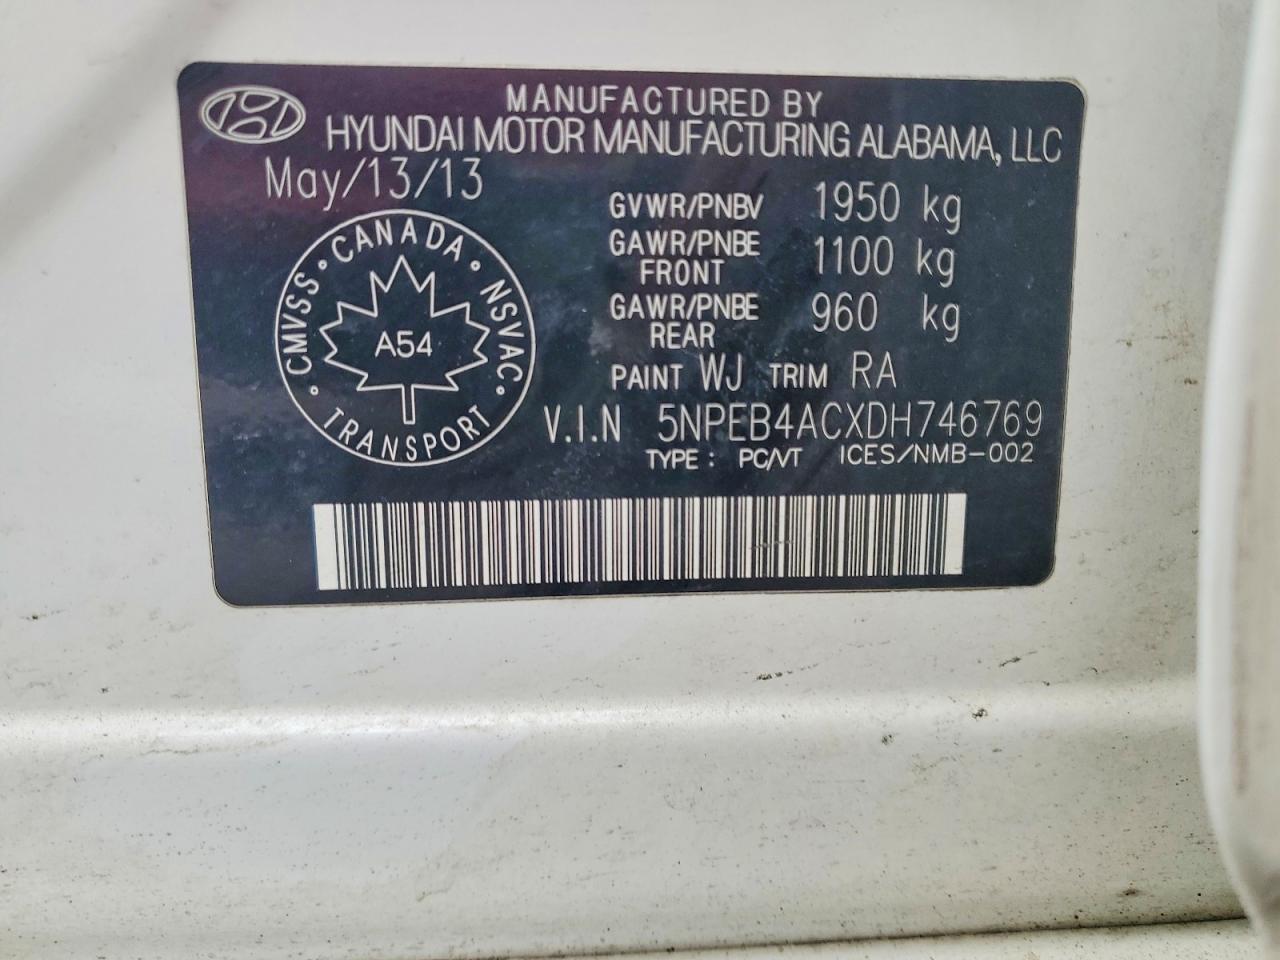 MANUFACTURED BY
HYUNDAI MOTOR MANUFACTURING ALABAMA, LLC
May/13/13
GVWR/PNBV 1950 kg
GAWR/PNBE FRONT 1100 kg
GAWR/PNBE REAR 960 kg
PAINT WJ TRIM RA
CANADA • NSVAC • TRANSPORT • CMVSS •
A54
V.I.N 5NPEB4ACXDH746769
TYPE : PC/VT ICES/NMB-002